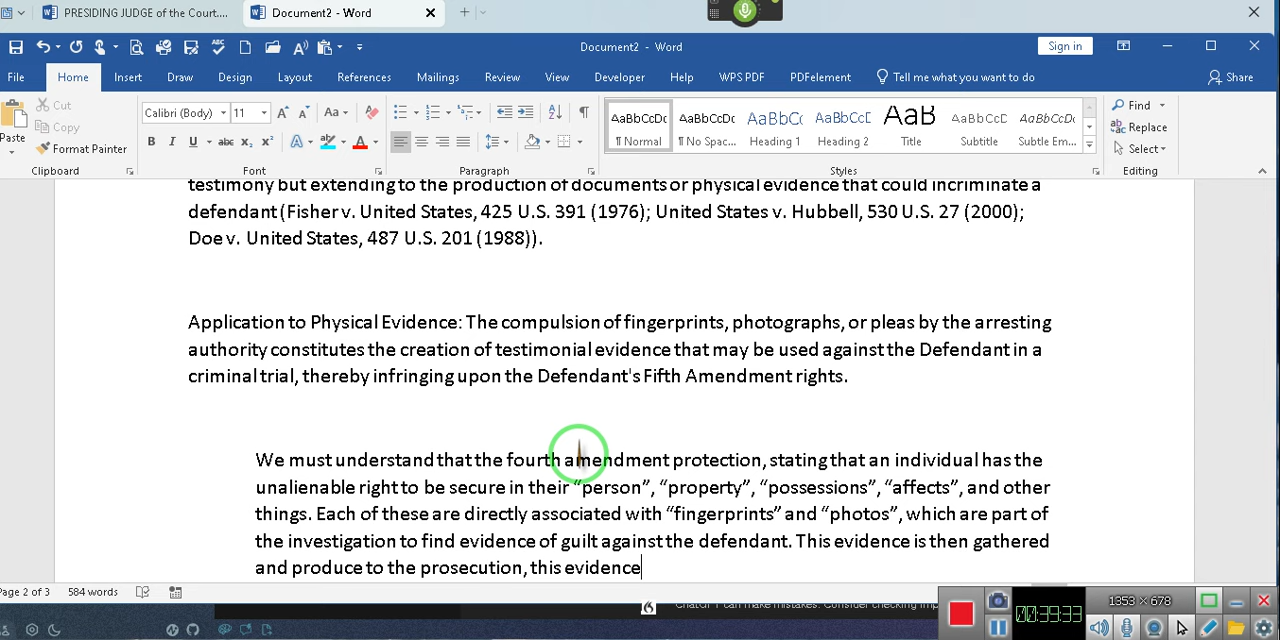 PRESIDING JUDGE of the Court....
Document2 - Word
Document2 - Word
Sign in
File
Home
Insert
Draw
Design
Layout
References
Mailings
Review
View
Developer
Help
WPS PDF
PDFelement
Tell me what you want to do
Share
Paste
Cut
Copy
Format Painter
Clipboard
Calibri (Body)
11
Font
Paragraph
AaBbCcDc
¶ Normal
AaBbCcDc
¶ No Spac...
AaBbCc
Heading 1
AaBbCcD
Heading 2
AaB
Title
AaBbCcD
Subtitle
AaBbCcDc
Subtle Em...
Styles
Find
Replace
Select
Editing
testimony but extending to the production of documents or physical evidence that could incriminate a
defendant (Fisher v. United States, 425 U.S. 391 (1976); United States v. Hubbell, 530 U.S. 27 (2000);
Doe v. United States, 487 U.S. 201 (1988)).
Application to Physical Evidence: The compulsion of fingerprints, photographs, or pleas by the arresting
authority constitutes the creation of testimonial evidence that may be used against the Defendant in a
criminal trial, thereby infringing upon the Defendant's Fifth Amendment rights.
We must understand that the fourth amendment protection, stating that an individual has the
unalienable right to be secure in their “person”, “property”, “possessions”, “affects”, and other
things. Each of these are directly associated with “fingerprints” and “photos”, which are part of
the investigation to find evidence of guilt against the defendant. This evidence is then gathered
and produce to the prosecution, this evidence
Page 2 of 3
584 words
ChatGPT can make mistakes. Consider checking
00:39:33
1353 × 678